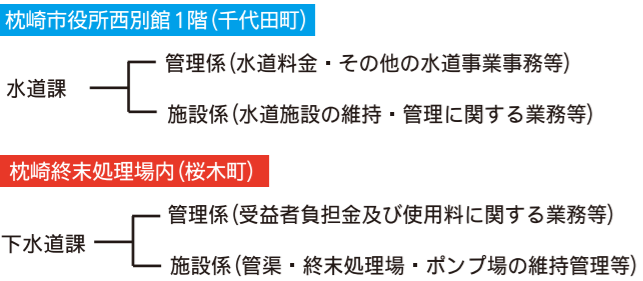 枕崎市役所西別館1階(千代田町)
管理係(水道料金・その他の水道事業事務等)
水道課
施設係(水道施設の維持・管理に関する業務等)
枕崎終末処理場内(桜木町)
管理係(受益者負担金及び使用料に関する業務等)
下水道課
施設係(管渠・終末処理場・ポンプ場の維持管理等)